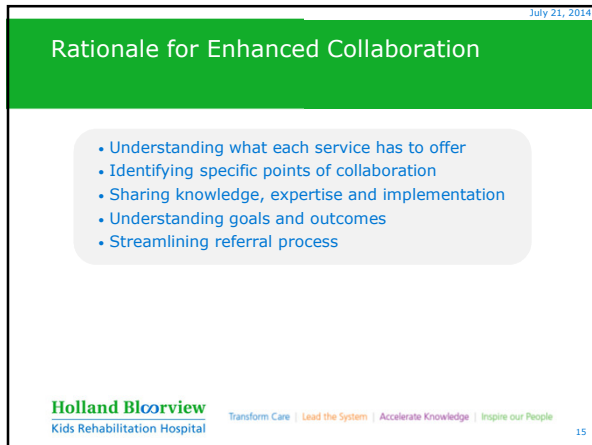 July 21, 2014
Rationale for Enhanced Collaboration
• Understanding what each service has to offer
• Identifying specific points of collaboration
• Sharing knowledge, expertise and implementation
• Understanding goals and outcomes
• Streamlining referral process
Holland Bloorview
Kids Rehabilitation Hospital
Transform Care | Lead the System | Accelerate Knowledge | Inspire our People
15